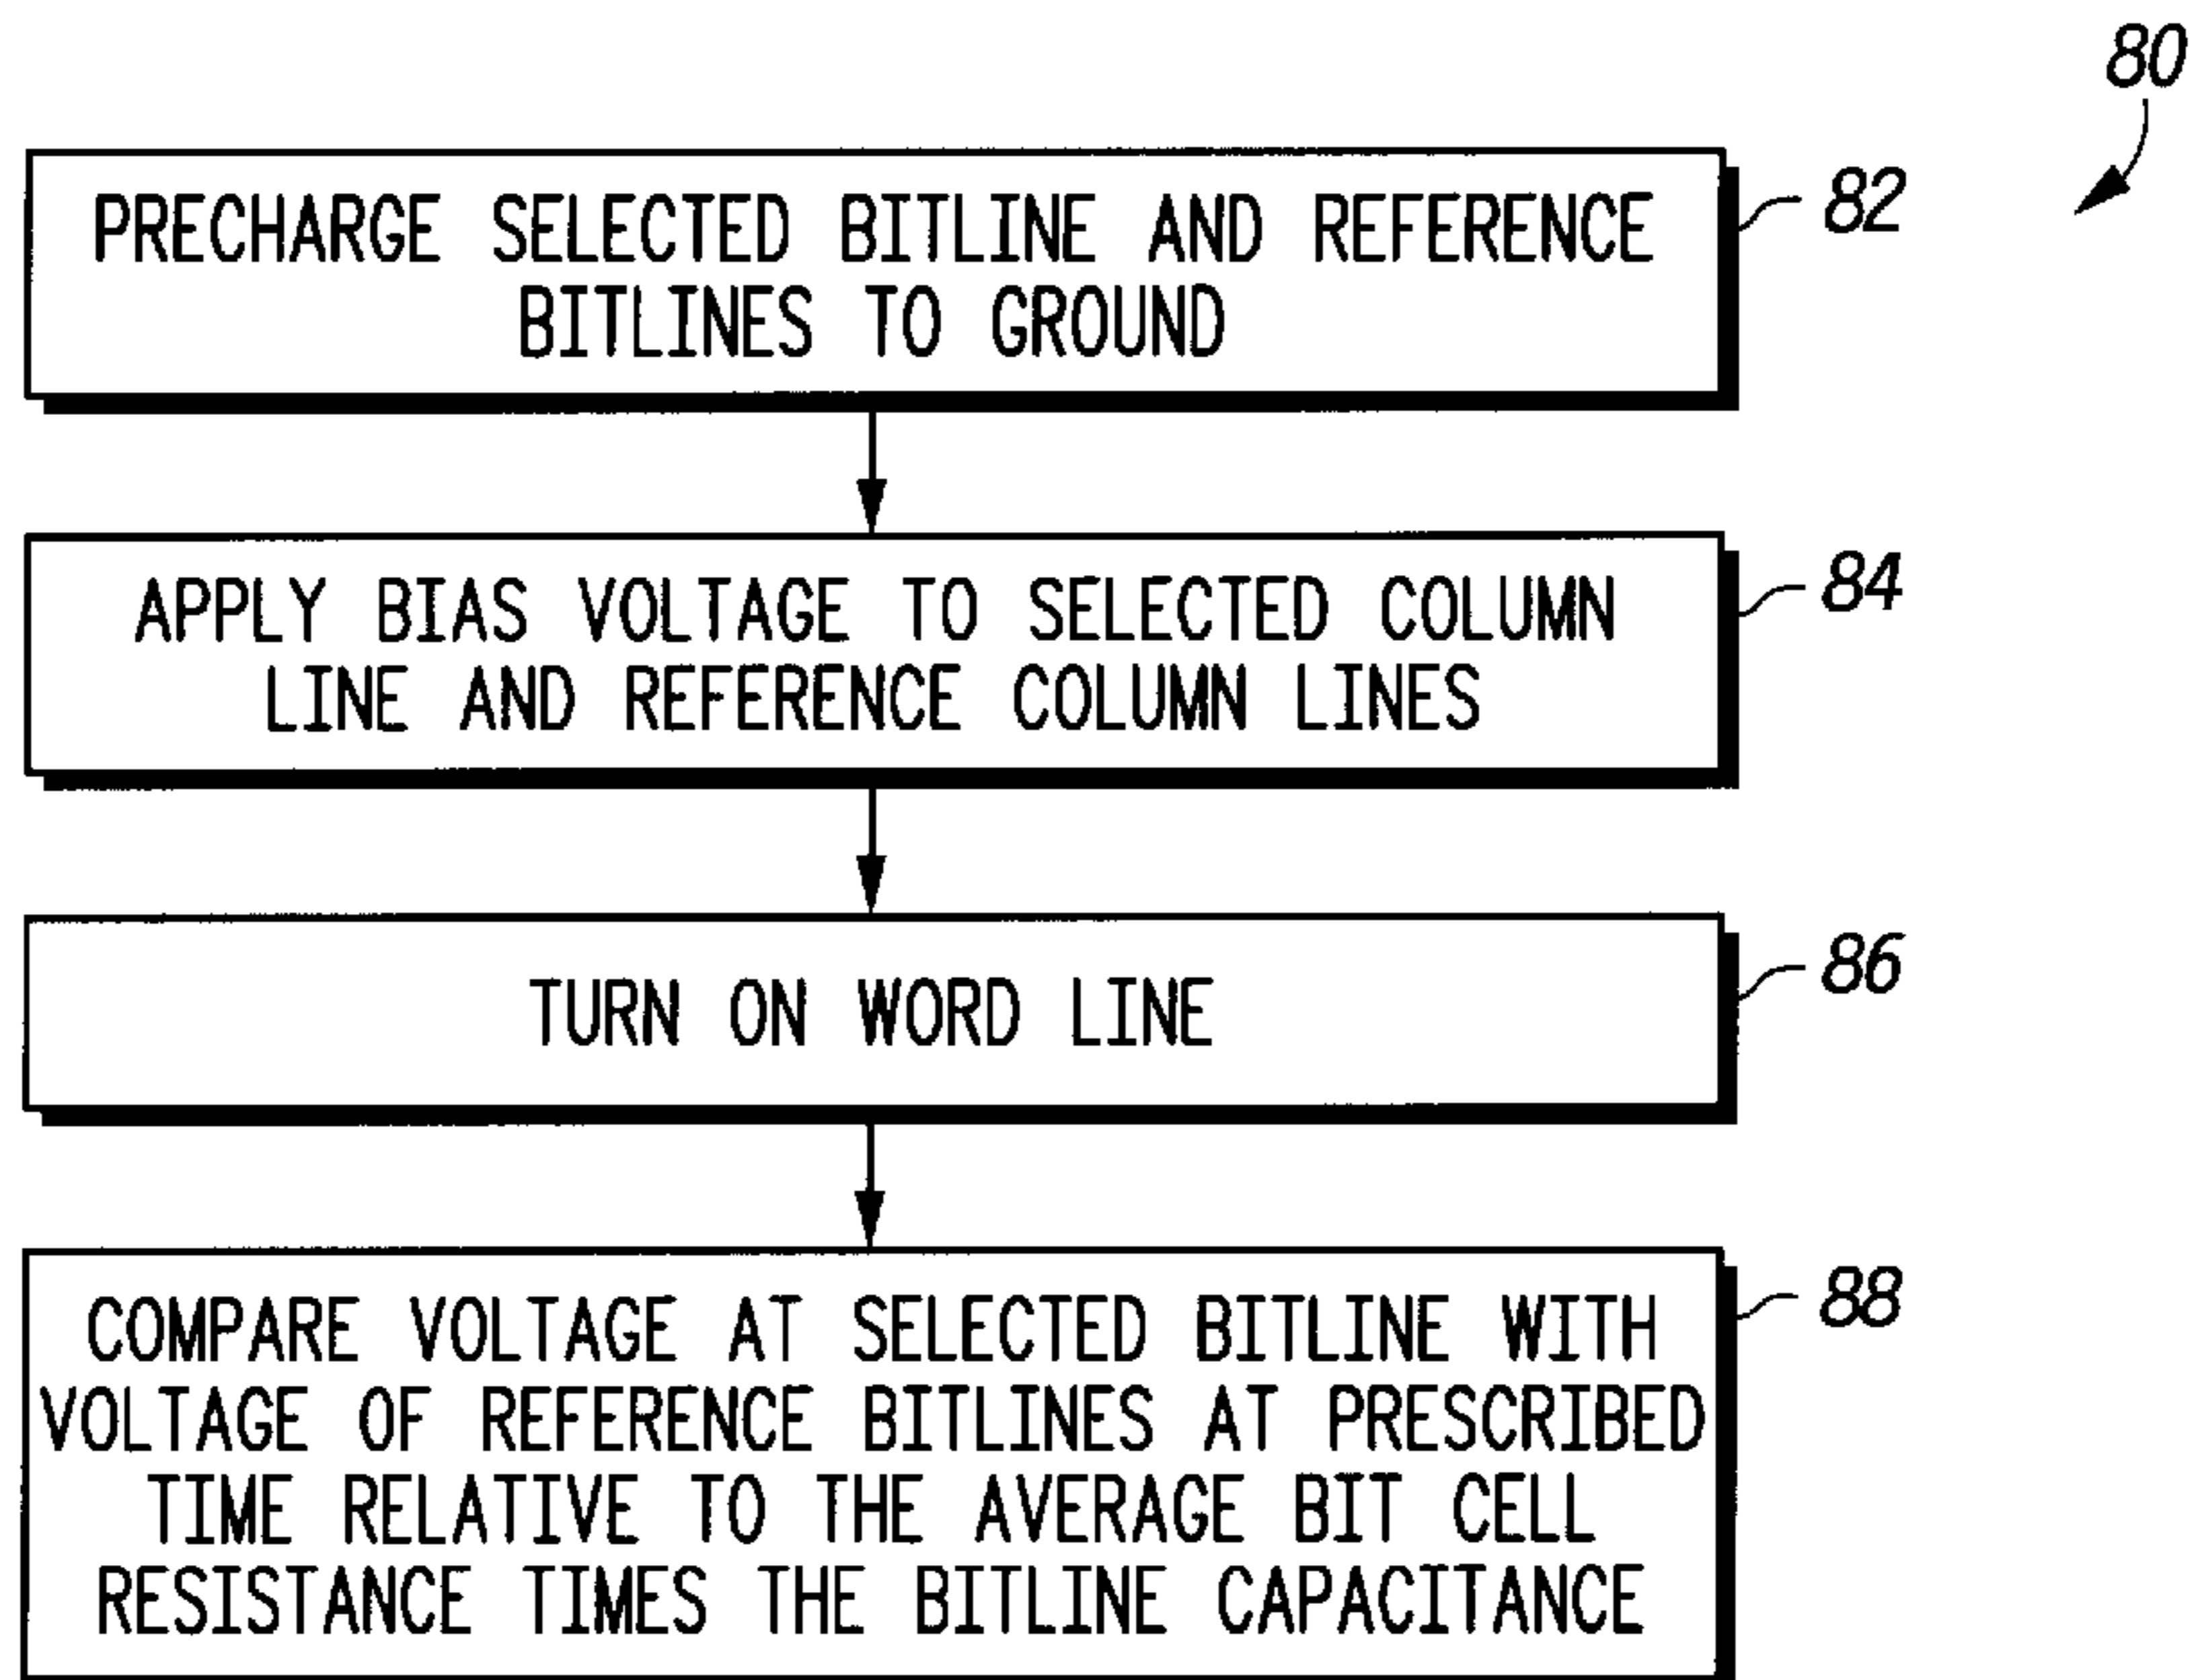 80
PRECHARGE SELECTED BITLINE AND REFERENCE
BITLINES TO GROUND
82
APPLY BIAS VOLTAGE TO SELECTED COLUMN
LINE AND REFERENCE COLUMN LINES
84
TURN ON WORD LINE
86
COMPARE VOLTAGE AT SELECTED BITLINE WITH
VOLTAGE OF REFERENCE BITLINES AT PRESCRIBED
TIME RELATIVE TO THE AVERAGE BIT CELL
RESISTANCE TIMES THE BITLINE CAPACITANCE
88